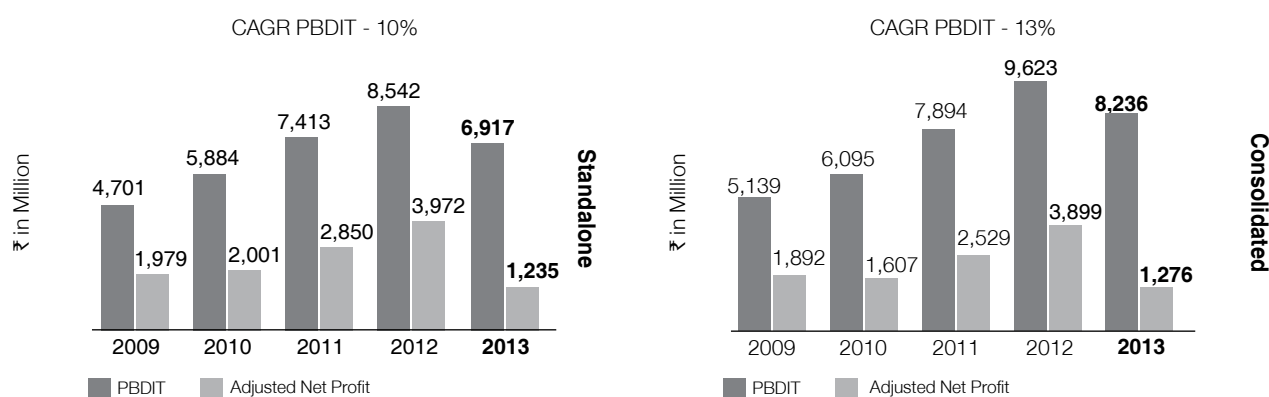 CAGR PBDIT - 10%
₹ in Million
4,701
1,979
5,884
2,001
7,413
2,850
8,542
3,972
6,917
1,235
2009 2010 2011 2012 2013
PBDIT Adjusted Net Profit
Standalone
CAGR PBDIT - 13%
₹ in Million
5,139
1,892
6,095
1,607
7,894
2,529
9,623
3,899
8,236
1,276
2009 2010 2011 2012 2013
PBDIT Adjusted Net Profit
Consolidated